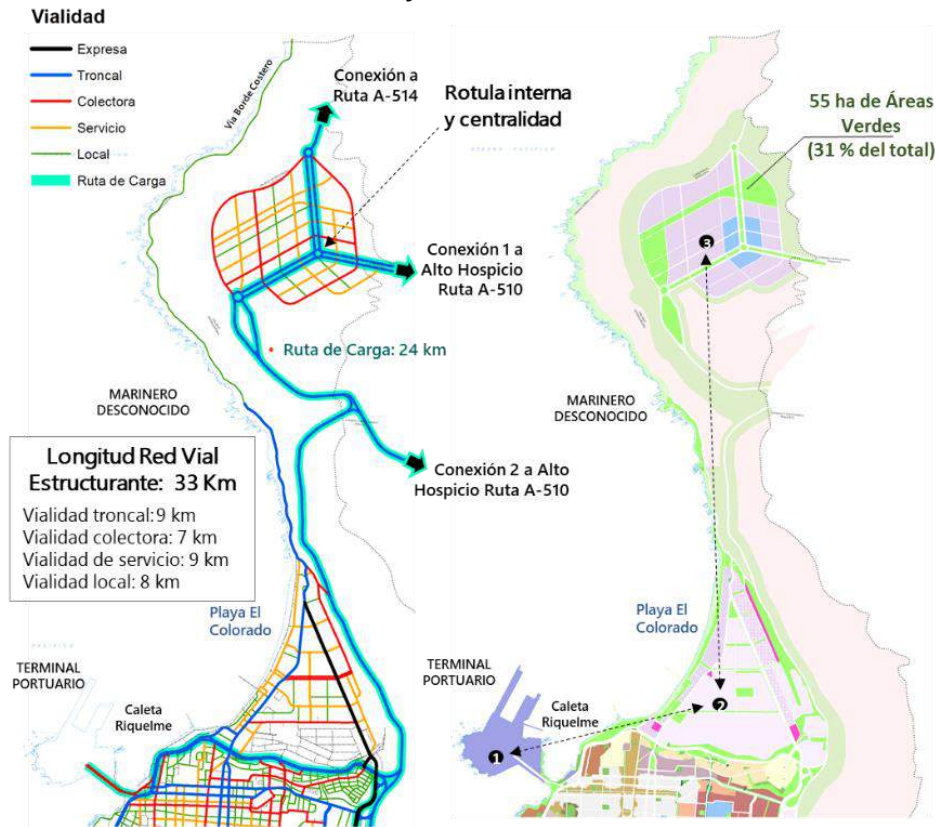 Vialidad
Expresa
Troncal
Colectora
Servicio
Local
Ruta de Carga
Vía Borde Costero
Conexión a
Ruta A-514
Rotula interna
y centralidad
Conexión 1 a
Alto Hospicio
Ruta A-510
Ruta de Carga: 24 km
MARINERO
DESCONOCIDO
Conexión 2 a Alto
Hospicio Ruta A-510
Longitud Red Vial
Estructurante: 33 Km
Vialidad troncal: 9 km
Vialidad colectora: 7 km
Vialidad de servicio: 9 km
Vialidad local: 8 km
Playa El
Colorado
TERMINAL
PORTUARIO
Caleta
Riquelme
55 ha de Áreas
Verdes
(31 % del total)
3
MARINERO
DESCONOCIDO
Playa El
Colorado
TERMINAL
PORTUARIO
Caleta
Riquelme
2
1